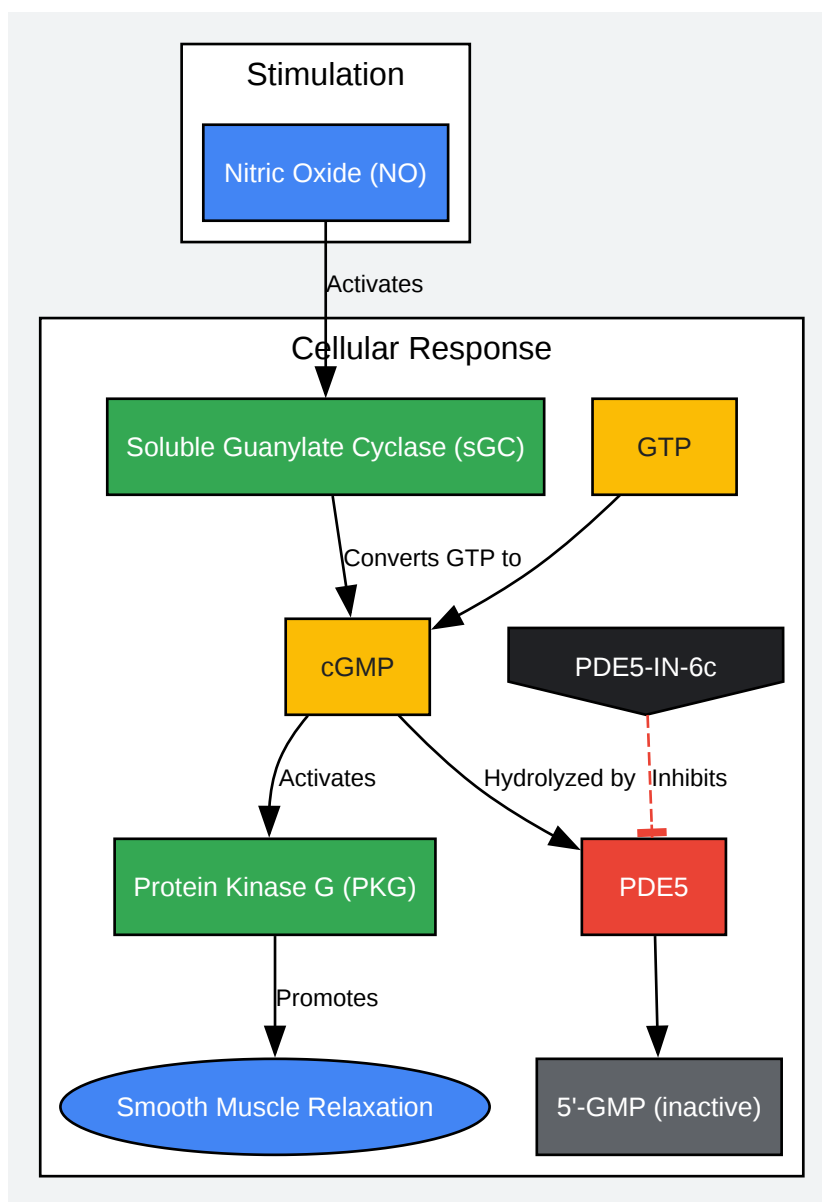 Stimulation
Nitric Oxide (NO)
Activates
Cellular Response
Soluble Guanylate Cyclase (sGC)
GTP
Converts GTP to
cGMP
PDE5-IN-6c
Activates
Hydrolyzed by
Inhibits
Protein Kinase G (PKG)
PDE5
Promotes
Smooth Muscle Relaxation
5'-GMP (inactive)